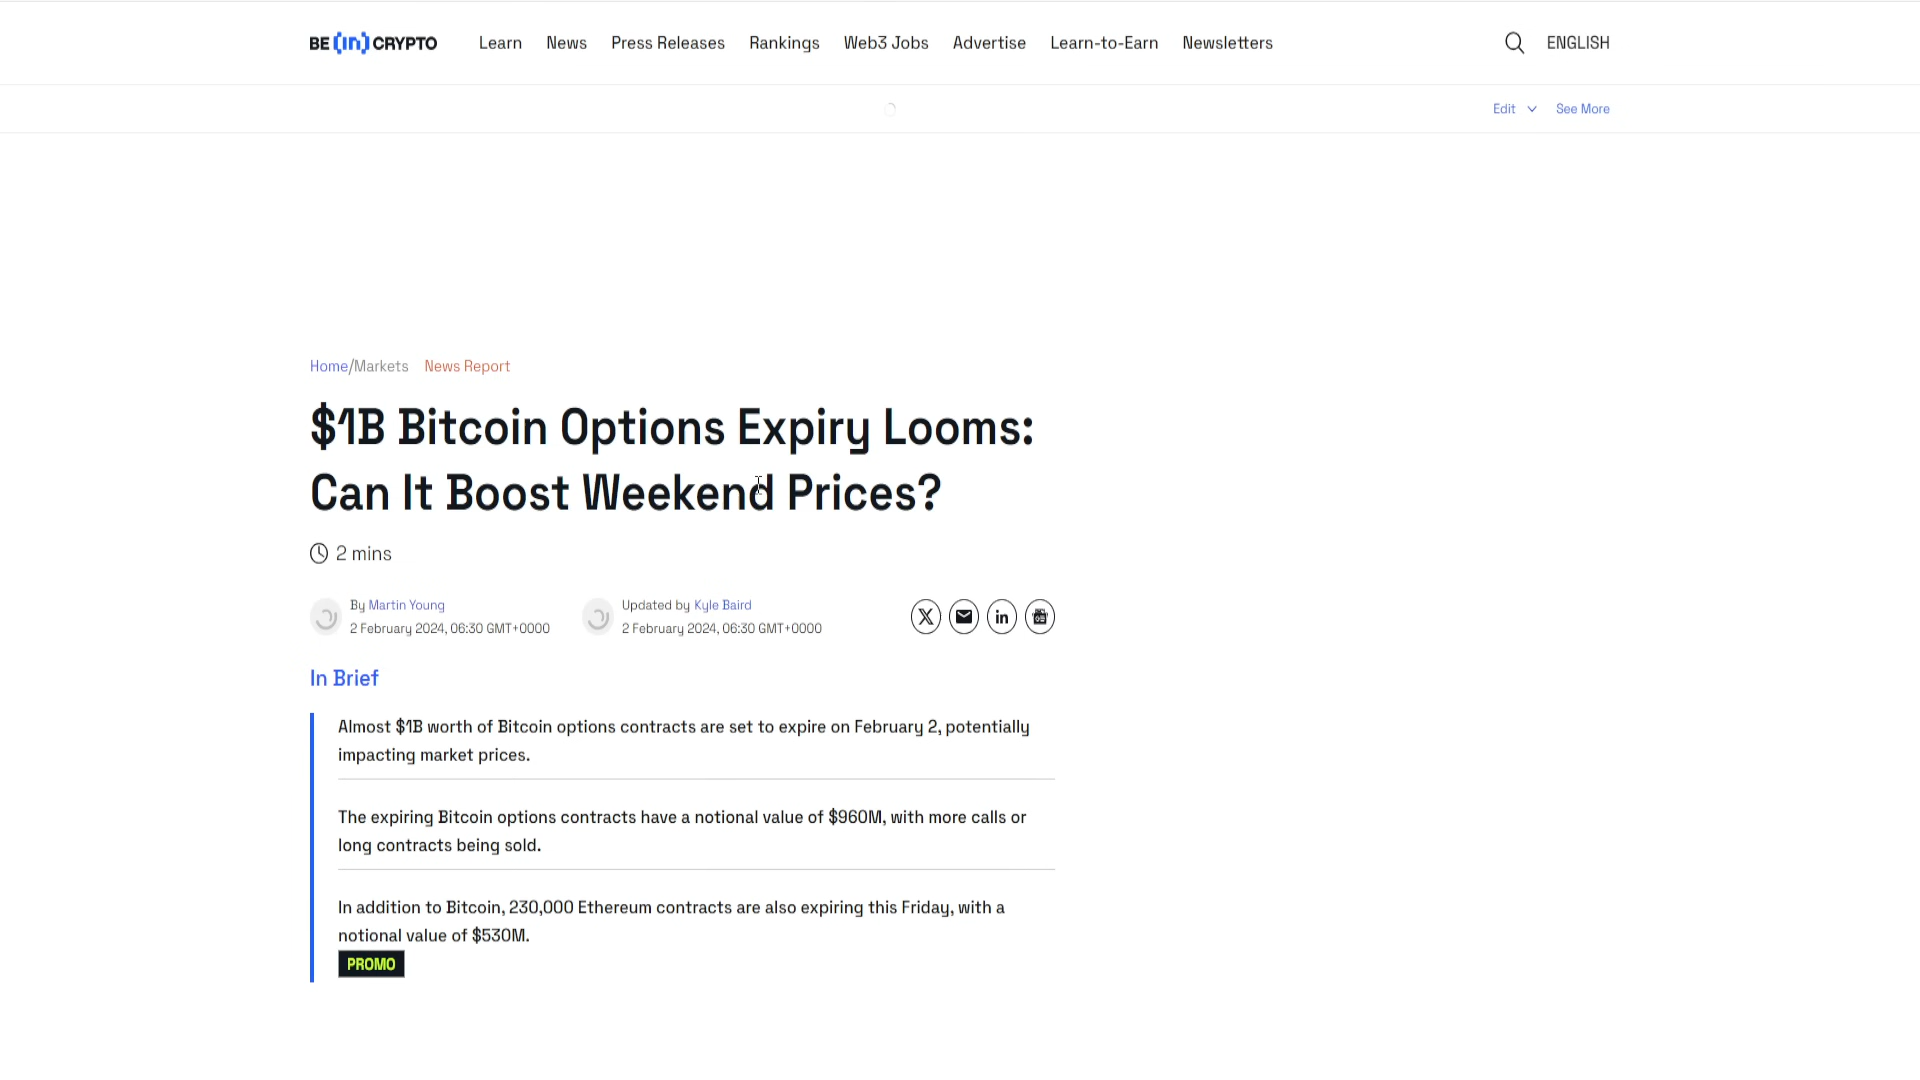 BE [in] CRYPTO
Learn
News
Press Releases
Rankings
Web3 Jobs
Advertise
Learn-to-Earn
Newsletters
ENGLISH
Edit
See More
Home/Markets
News Report
$1B Bitcoin Options Expiry Looms:
Can It Boost Weekend Prices?
2 mins
By Martin Young
2 February 2024, 06:30 GMT+0000
Updated by Kyle Baird
2 February 2024, 06:30 GMT+0000
In Brief
Almost $1B worth of Bitcoin options contracts are set to expire on February 2, potentially
impacting market prices.
The expiring Bitcoin options contracts have a notional value of $960M, with more calls or
long contracts being sold.
In addition to Bitcoin, 230,000 Ethereum contracts are also expiring this Friday, with a
notional value of $530M.
PROMO